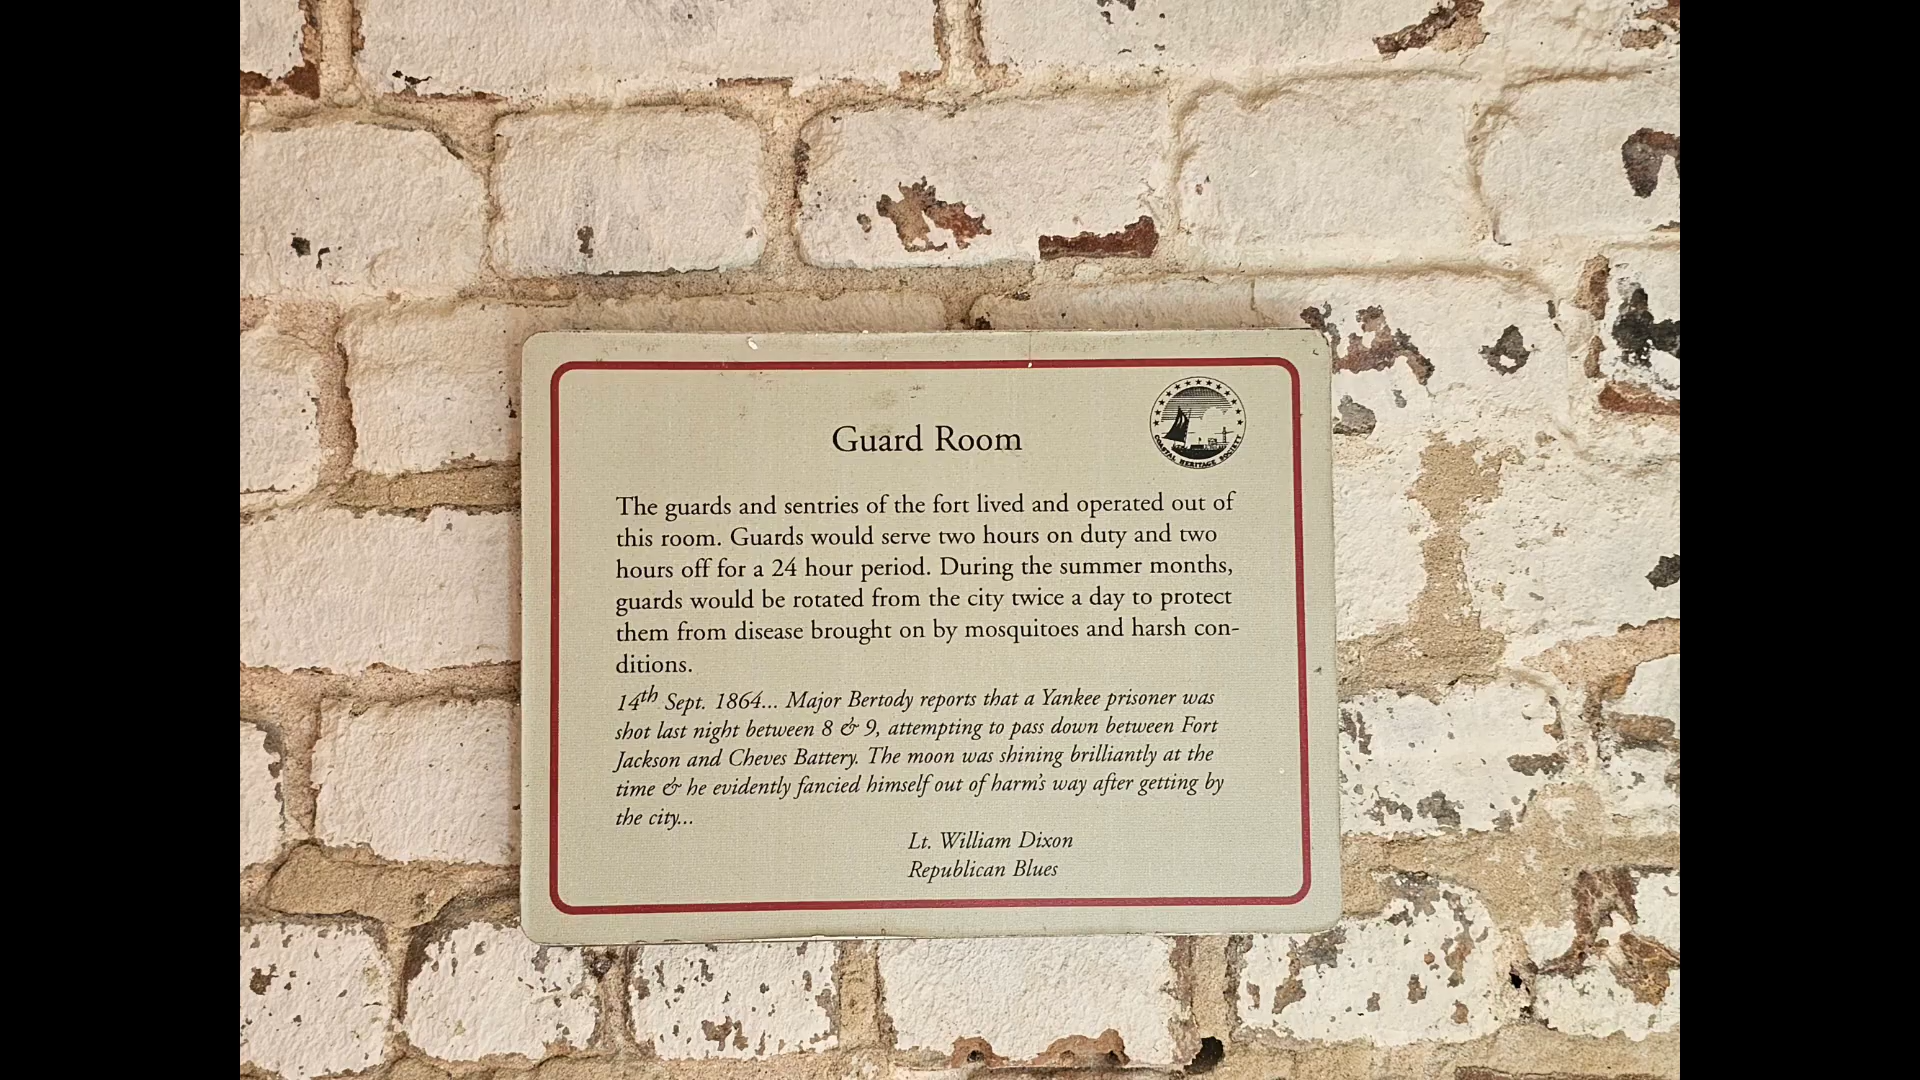 COASTAL HERITAGE SOCIETY
Guard Room
The guards and sentries of the fort lived and operated out of
this room. Guards would serve two hours on duty and two
hours off for a 24 hour period. During the summer months,
guards would be rotated from the city twice a day to protect
them from disease brought on by mosquitoes and harsh con-
ditions.
14th Sept. 1864... Major Bertody reports that a Yankee prisoner was
shot last night between 8 & 9, attempting to pass down between Fort
Jackson and Cheves Battery. The moon was shining brilliantly at the
time & he evidently fancied himself out of harm's way after getting by
the city...
Lt. William Dixon
Republican Blues